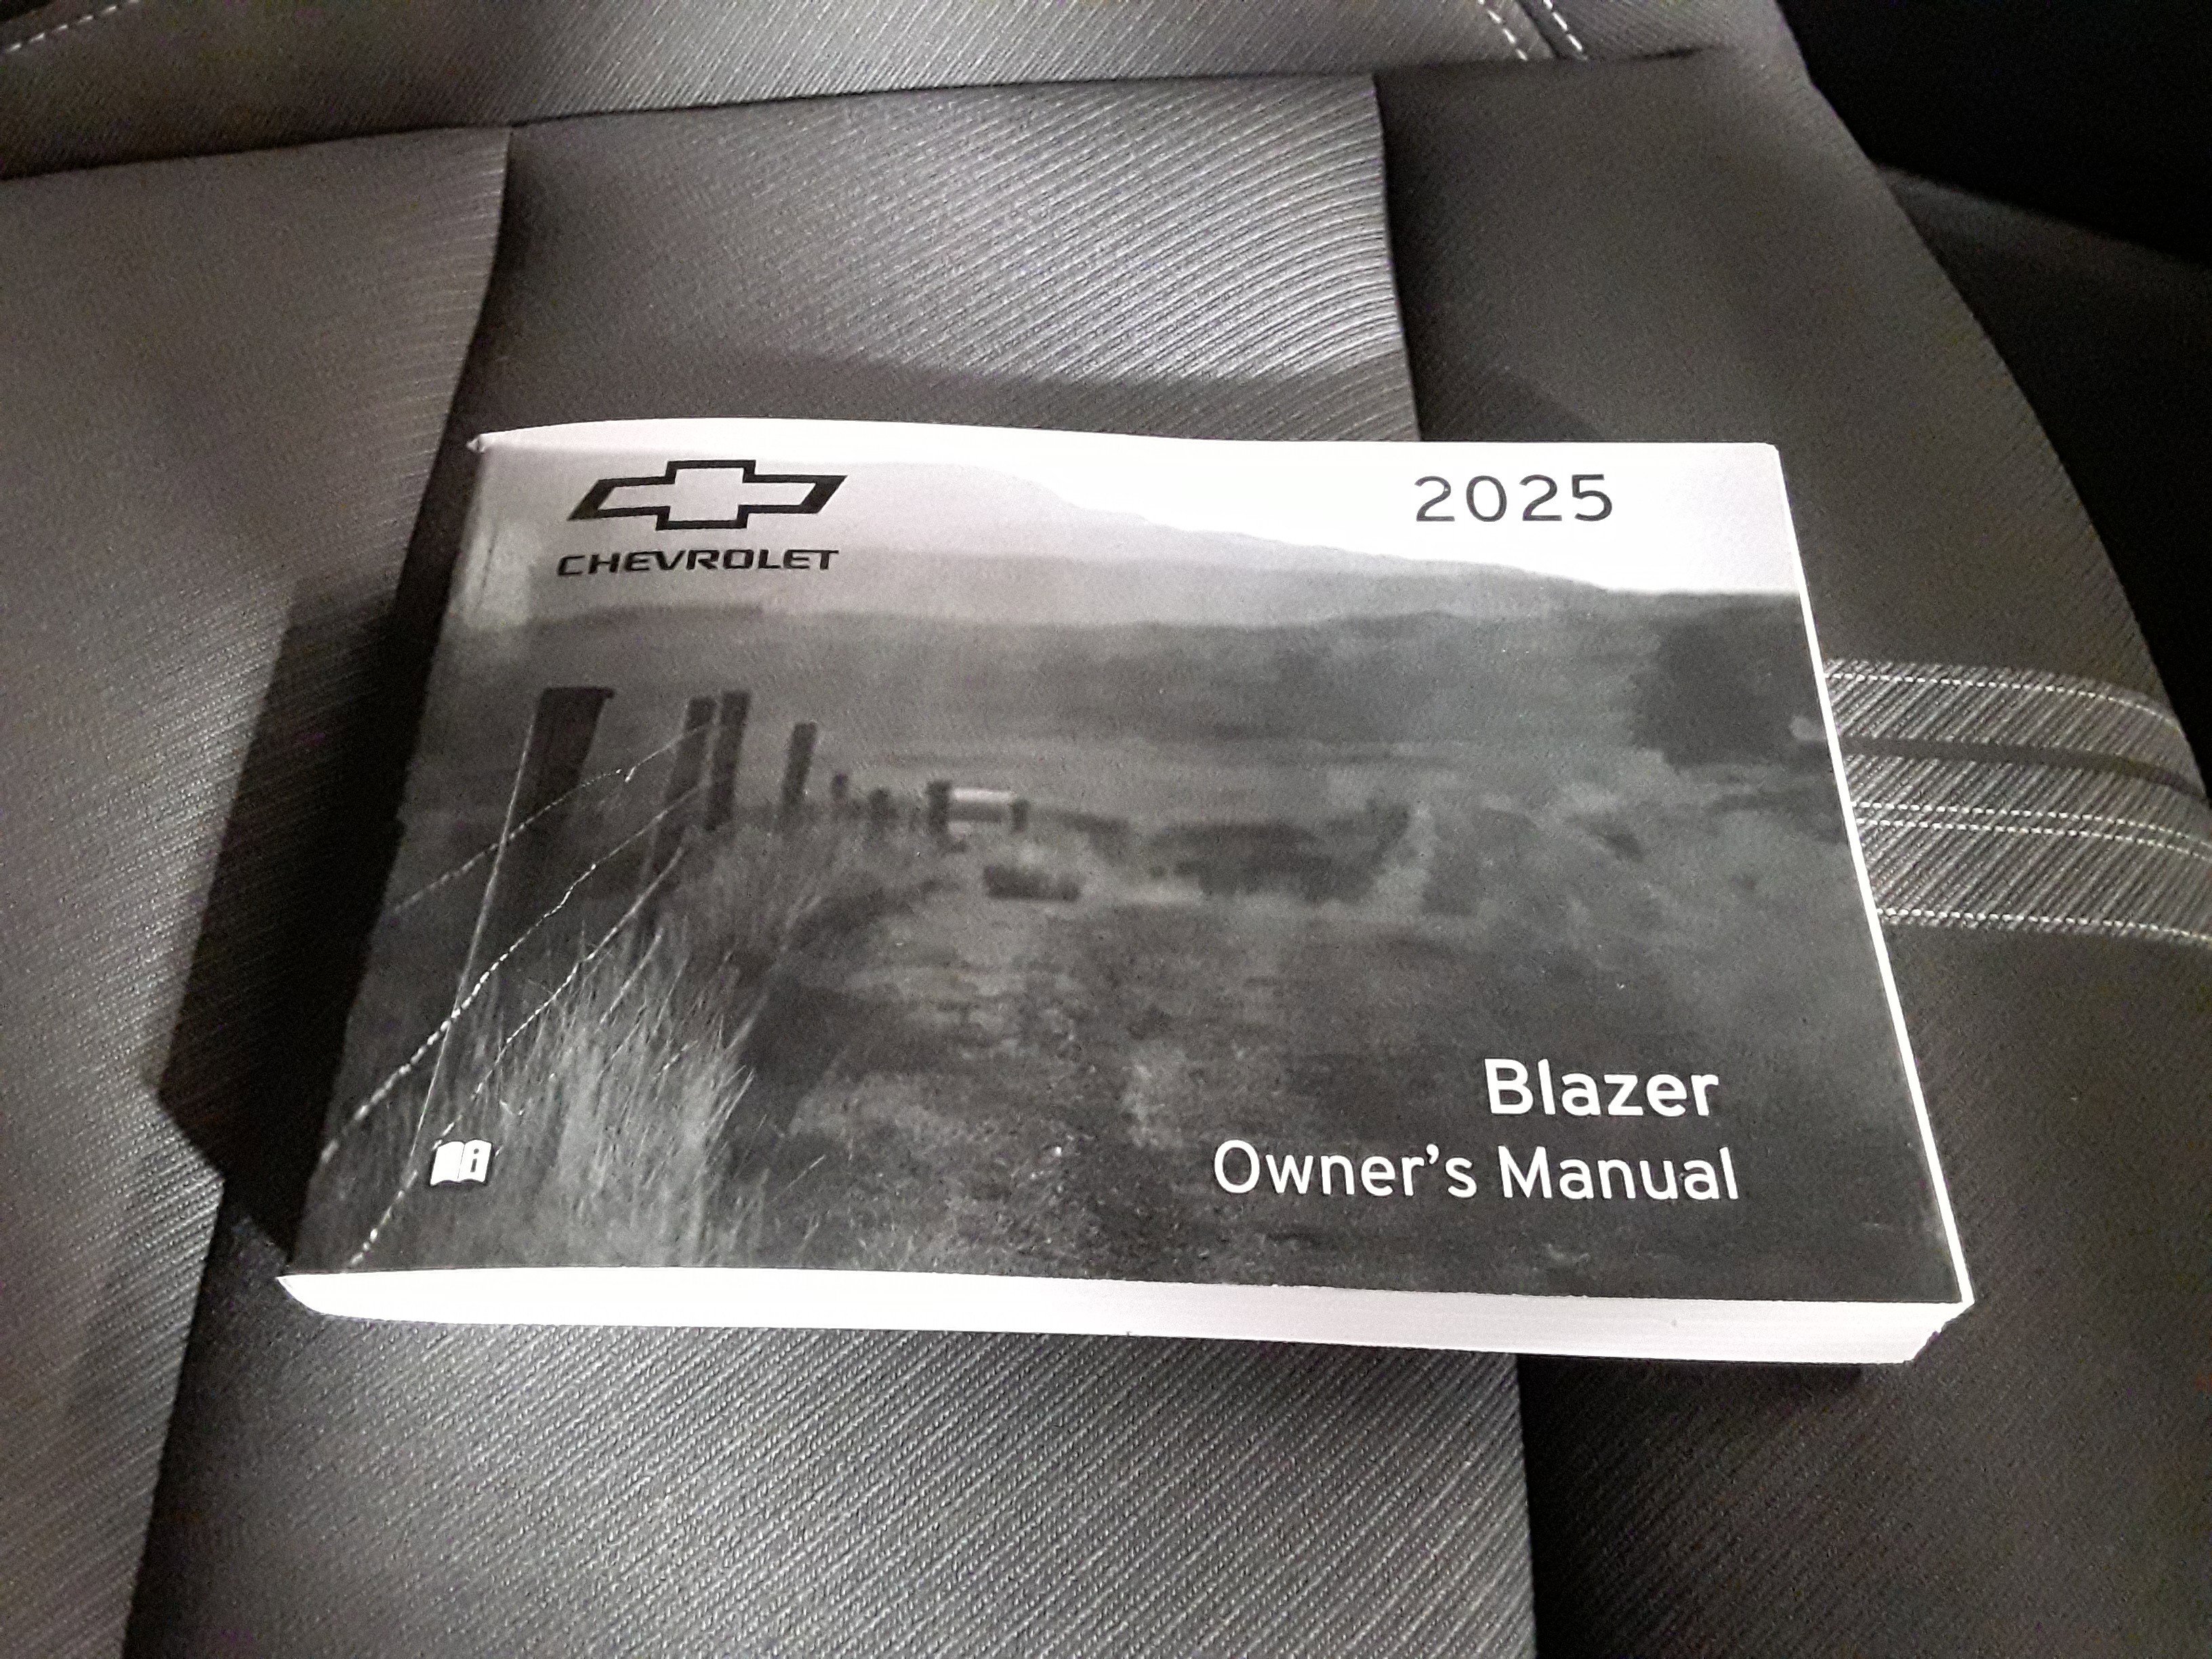 CHEVROLET
2025
Blazer
Owner's Manual